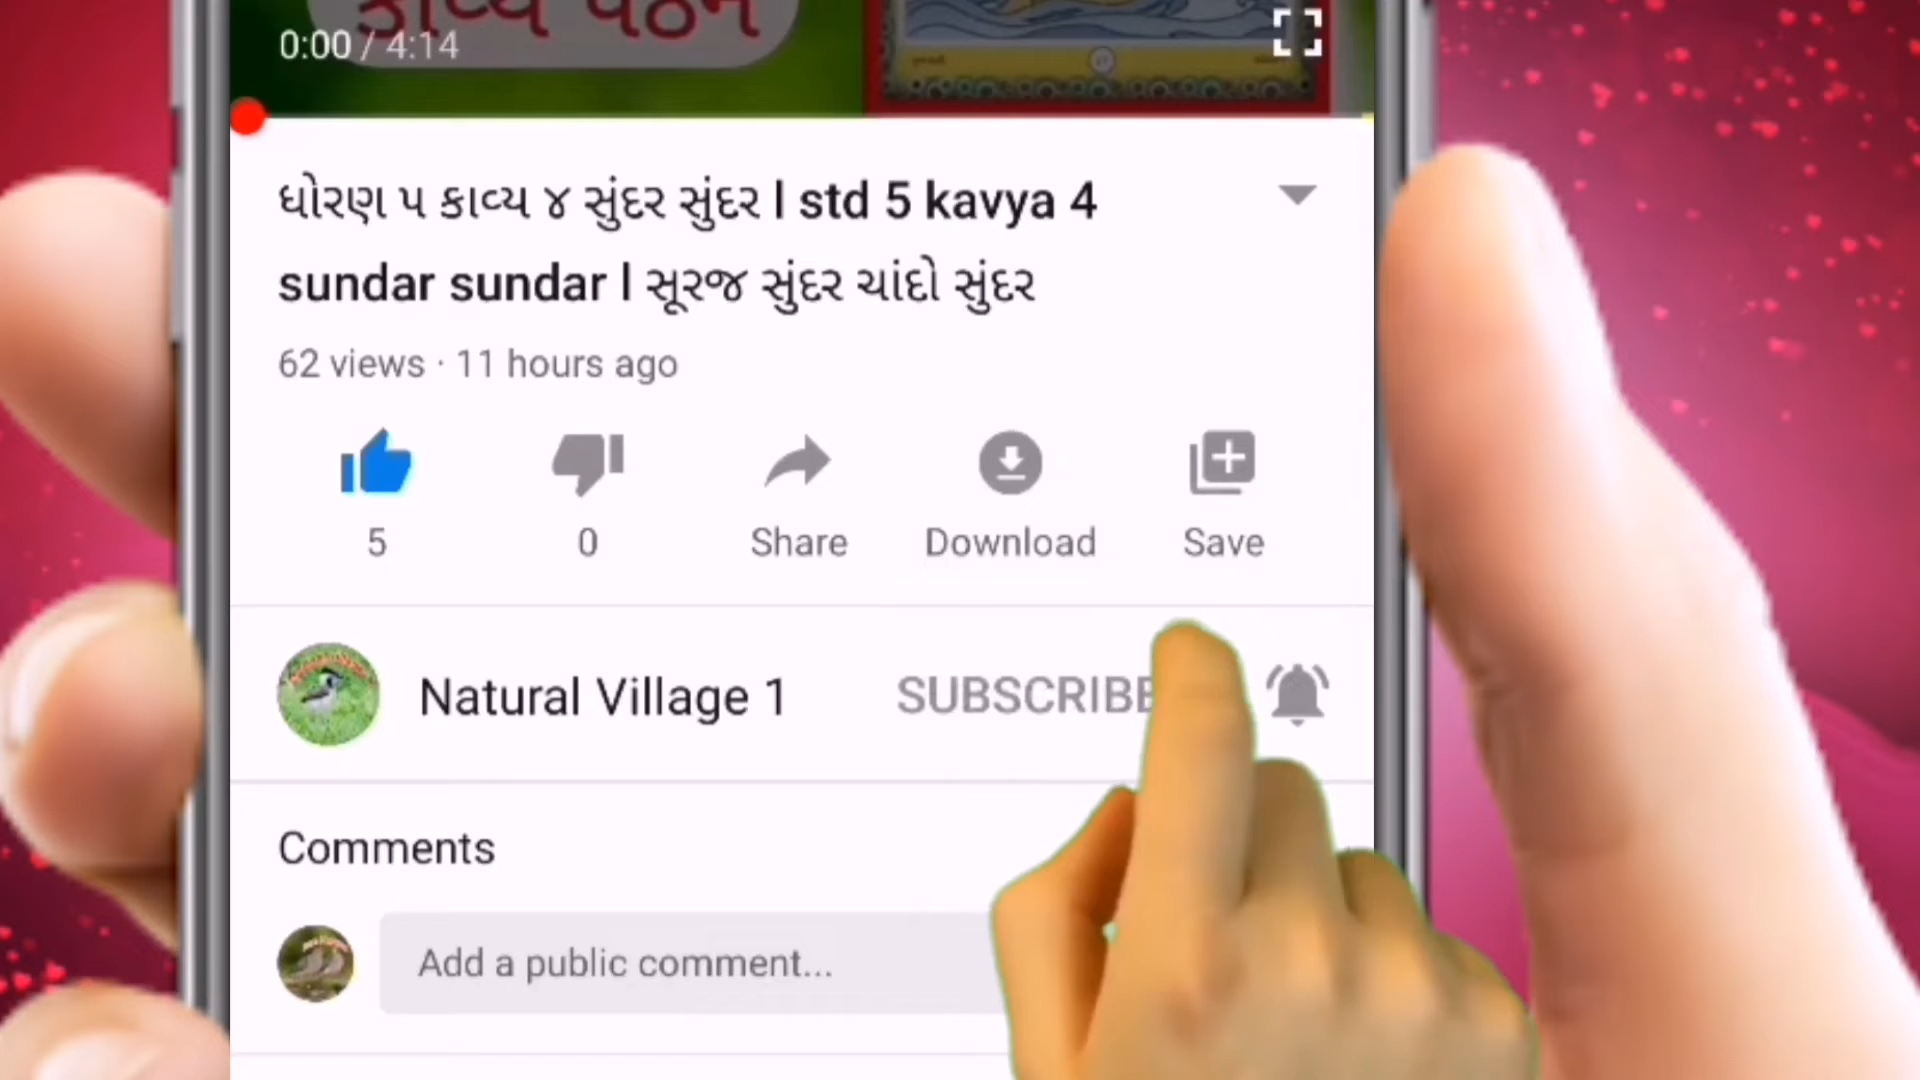 કાવ્ય પઠન
0:00 / 4:14
ધોરણ ૫ કાવ્ય ૪ સુંદર સુંદર l std 5 kavya 4
sundar sundar l સૂરજ સુંદર ચાંદો સુંદર
62 views · 11 hours ago
5
0
Share
Download
Save
Natural Village 1
SUBSCRIBE
Comments
Add a public comment...